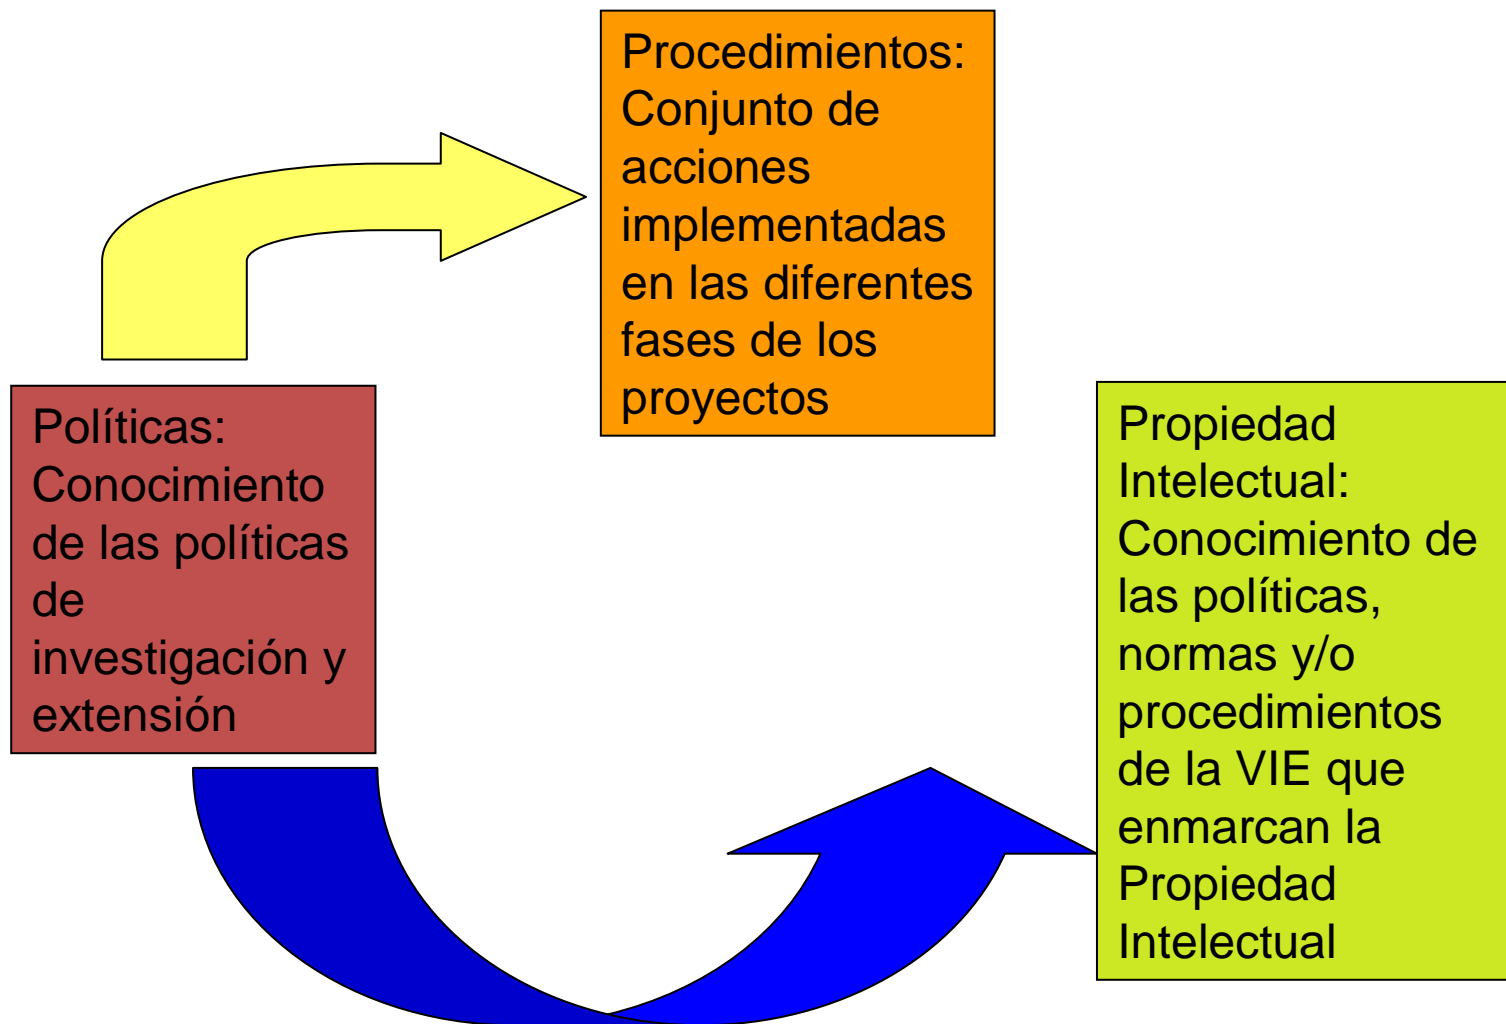 Procedimientos:
Conjunto de
acciones
implementadas
en las diferentes
fases de los
proyectos
Políticas:
Conocimiento
de las políticas
de
investigación y
extensión
Propiedad
Intelectual:
Conocimiento de
las políticas,
normas y/o
procedimientos
de la VIE que
enmarcan la
Propiedad
Intelectual